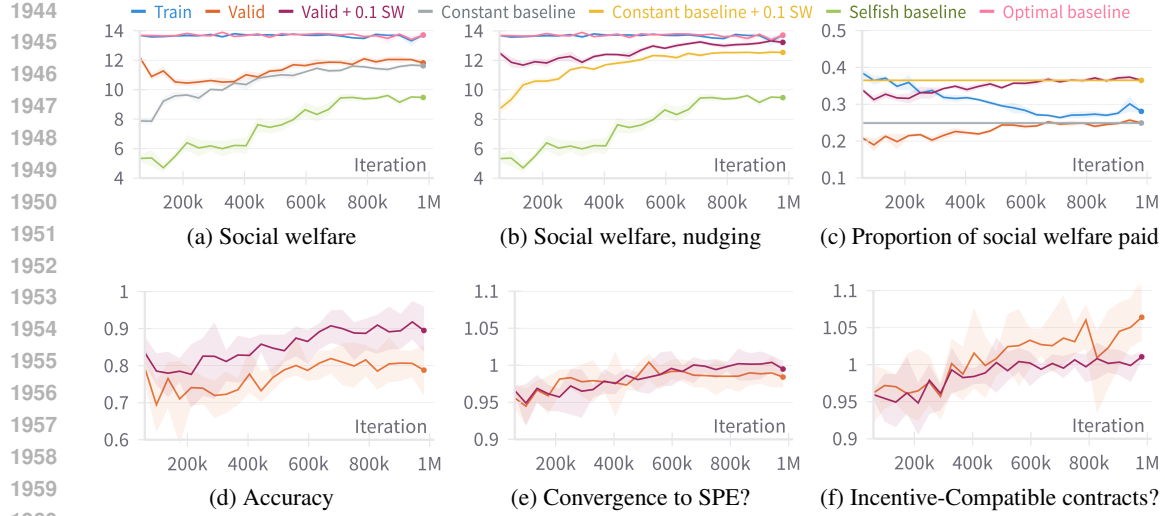 1944
1945
1946
1947
1948
1949
1950
1951
1952
1953
1954
1955
1956
1957
1958
1959
Train Valid Valid + 0.1 SW Constant baseline Constant baseline + 0.1 SW Selfish baseline Optimal baseline
14
12
10
8
6
4
Iteration
200k 400k 600k 800k 1M
(a) Social welfare
14
12
10
8
6
4
Iteration
200k 400k 600k 800k 1M
(b) Social welfare, nudging
0.5
0.4
0.3
0.2
0.1
Iteration
200k 400k 600k 800k 1M
(c) Proportion of social welfare paid
1
0.9
0.8
0.7
0.6
Iteration
200k 400k 600k 800k 1M
(d) Accuracy
1.1
1.05
1
0.95
0.9
Iteration
200k 400k 600k 800k 1M
(e) Convergence to SPE?
1.1
1.05
1
0.95
0.9
Iteration
200k 400k 600k 800k 1M
(f) Incentive-Compatible contracts?